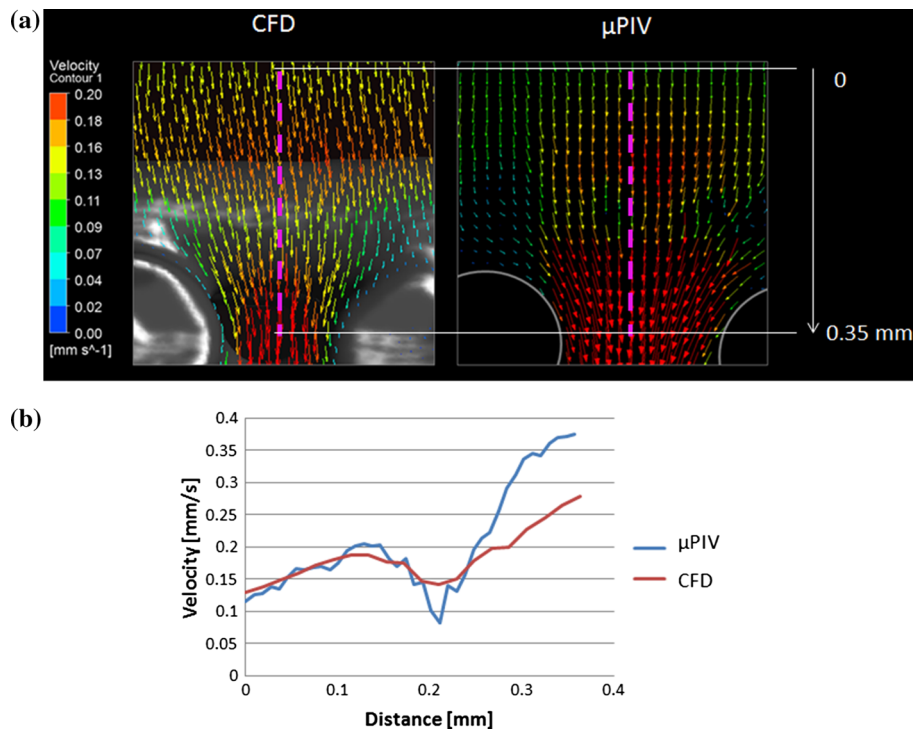 (a)
CFD
μPIV
Velocity
Contour 1
0.20
0.18
0.16
0.13
0.11
0.09
0.07
0.04
0.02
0.00
[mm s^-1]
0
0.35 mm
(b)
0.4
0.35
0.3
0.25
0.2
0.15
0.1
0.05
0
Velocity [mm/s]
0
0.1
0.2
0.3
0.4
Distance [mm]
μPIV
CFD